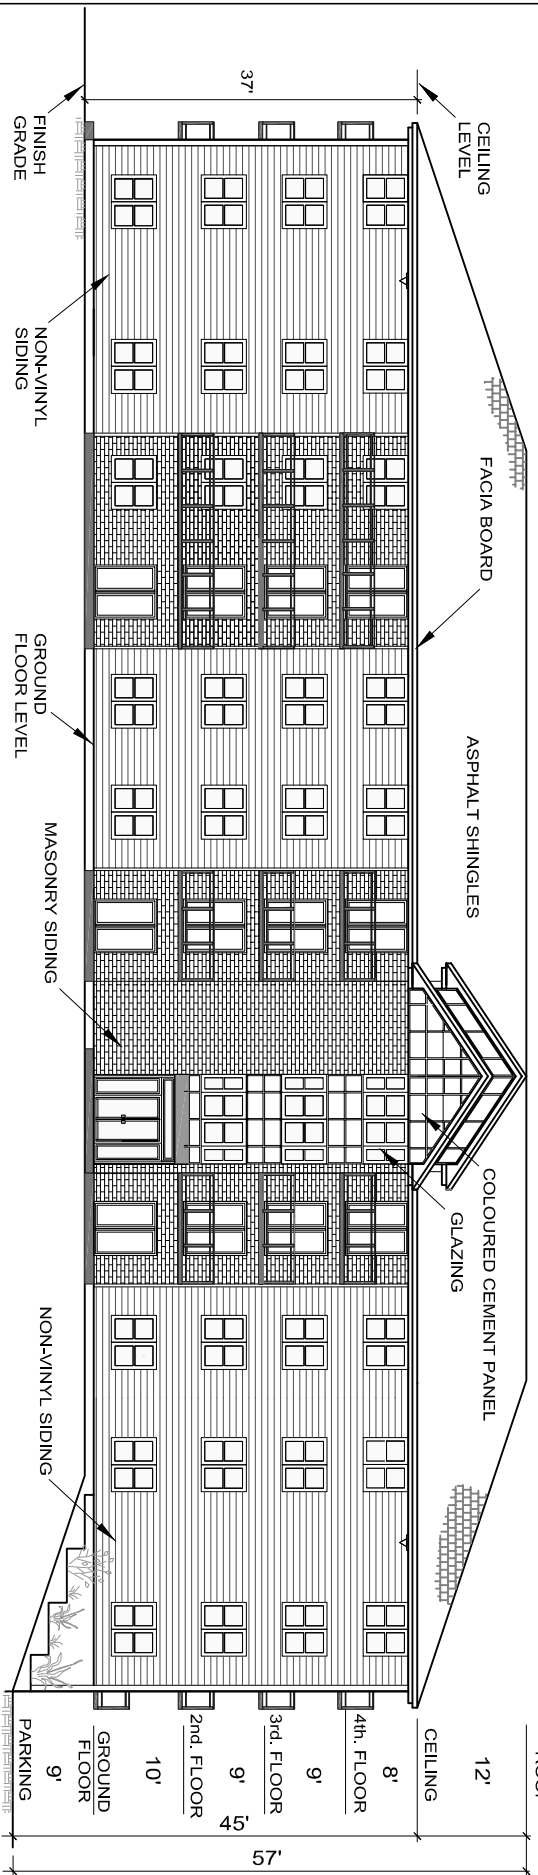 12'
CEILING
8'
4th. FLOOR
9'
3rd. FLOOR
9'
2nd. FLOOR
10'
GROUND
FLOOR
9'
PARKING
45'
57'
CEILING
LEVEL
37'
FINISH
GRADE
NON-VINYL
SIDING
FACIA BOARD
ASPHALT SHINGLES
GROUND
FLOOR LEVEL
MASONRY SIDING
COLOURED CEMENT PANEL
GLAZING
NON-VINYL SIDING